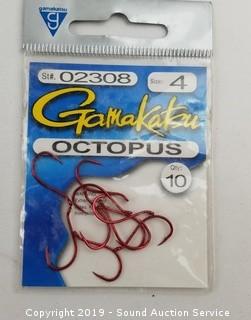 gamakatsu
St#. 02308 Size: 4
Gamakatsu
OCTOPUS
Qty:
10
Copyright 2019 - Sound Auction Service